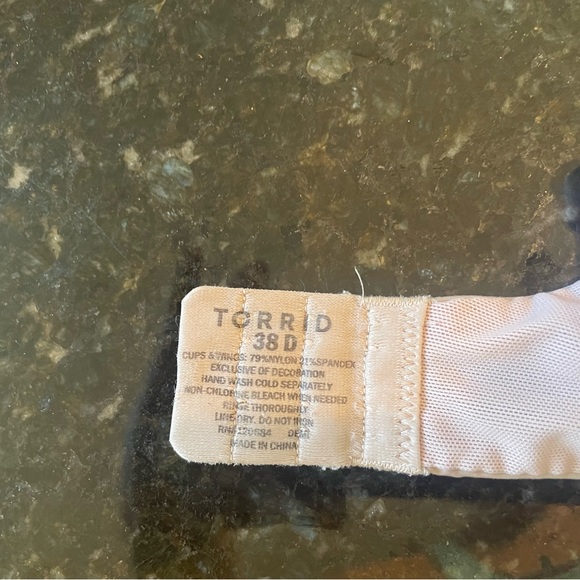 TORRID
38 D
CUPS & WINGS: 79%NYLON 21%SPANDEX
EXCLUSIVE OF DECORATION
HAND WASH COLD SEPARATELY
NON-CHLORINE BLEACH WHEN NEEDED
RINSE THOROUGHLY
LINE DRY. DO NOT IRON
DEMI
MADE IN CHINA